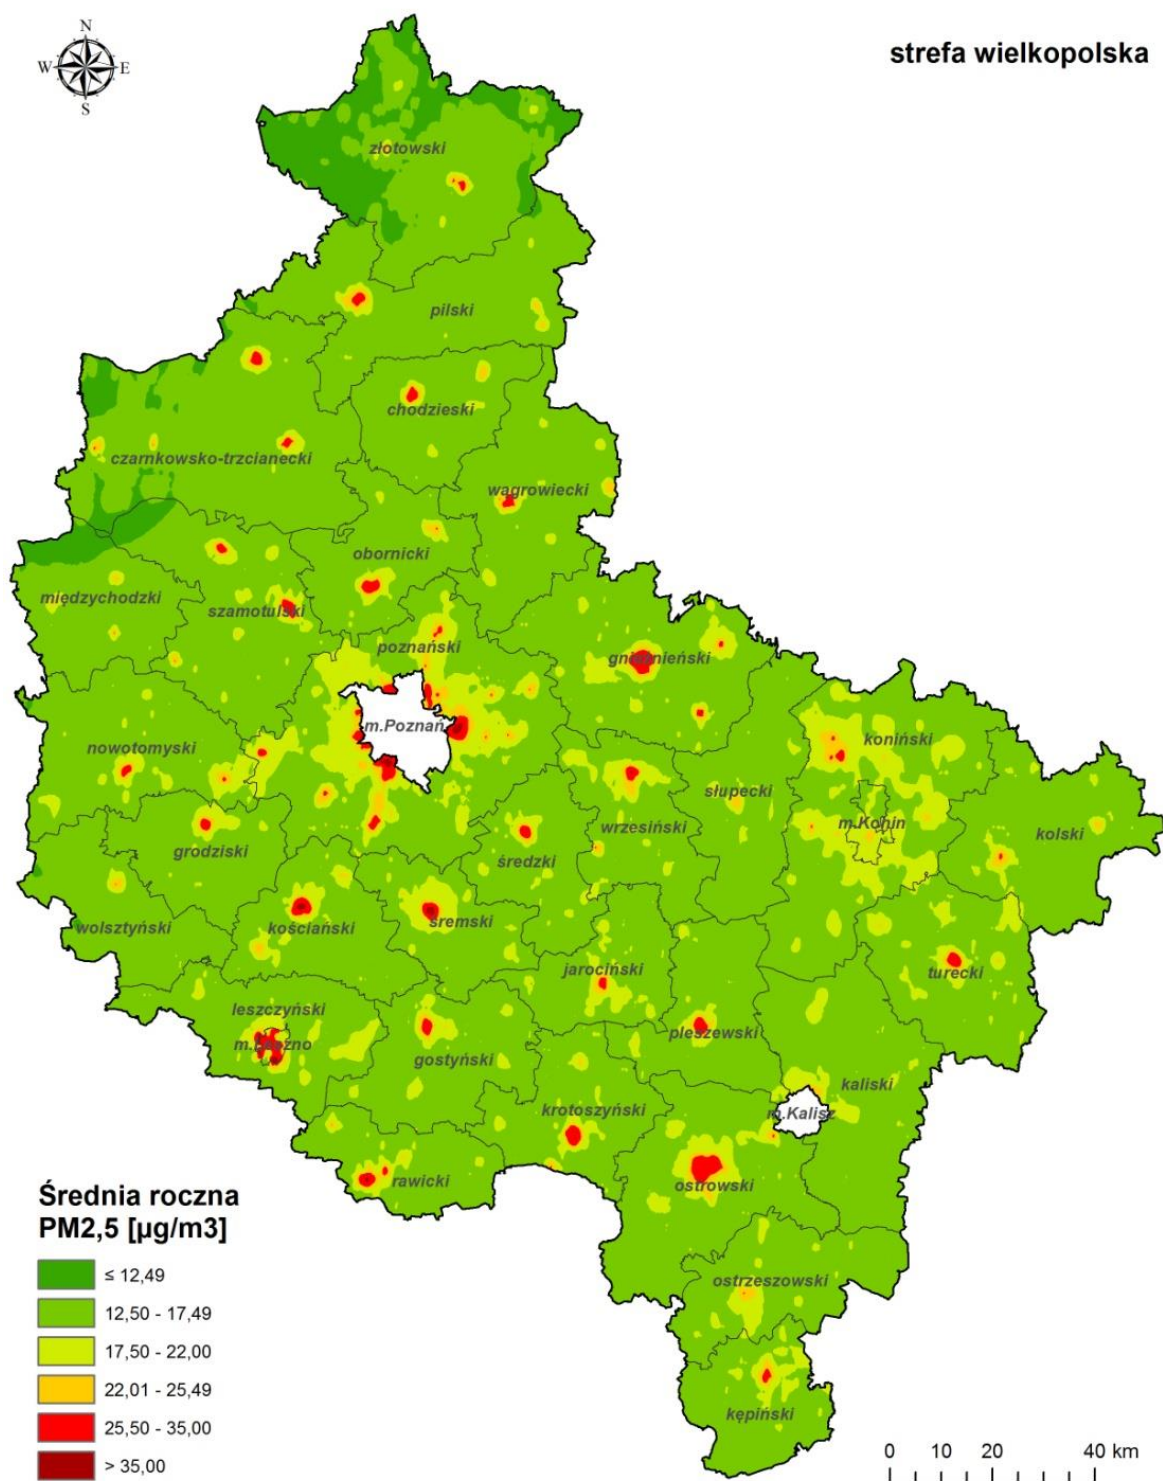 N
W E
S
strefa wielkopolska
złotowski
pilski
chodzieski
czarnkowsko-trzcianecki
wągrowiecki
obornicki
międzychodzki
szamotulski
poznański
gnieźnieński
m.Poznań
nowotomyski
koniński
słupecki
m.Konin
wrzesiński
kolski
grodziski
średzki
wolsztyński
kościański
śremski
jarociński
turecki
leszczyński
m.Leszno
gostyński
pleszewski
kaliski
krotoszyński
m.Kalisz
rawicki
ostrowski
ostrzeszowski
kępiński
Średnia roczna
PM2,5 [µg/m3]
≤ 12,49
12,50 - 17,49
17,50 - 22,00
22,01 - 25,49
25,50 - 35,00
> 35,00
0 10 20 40 km